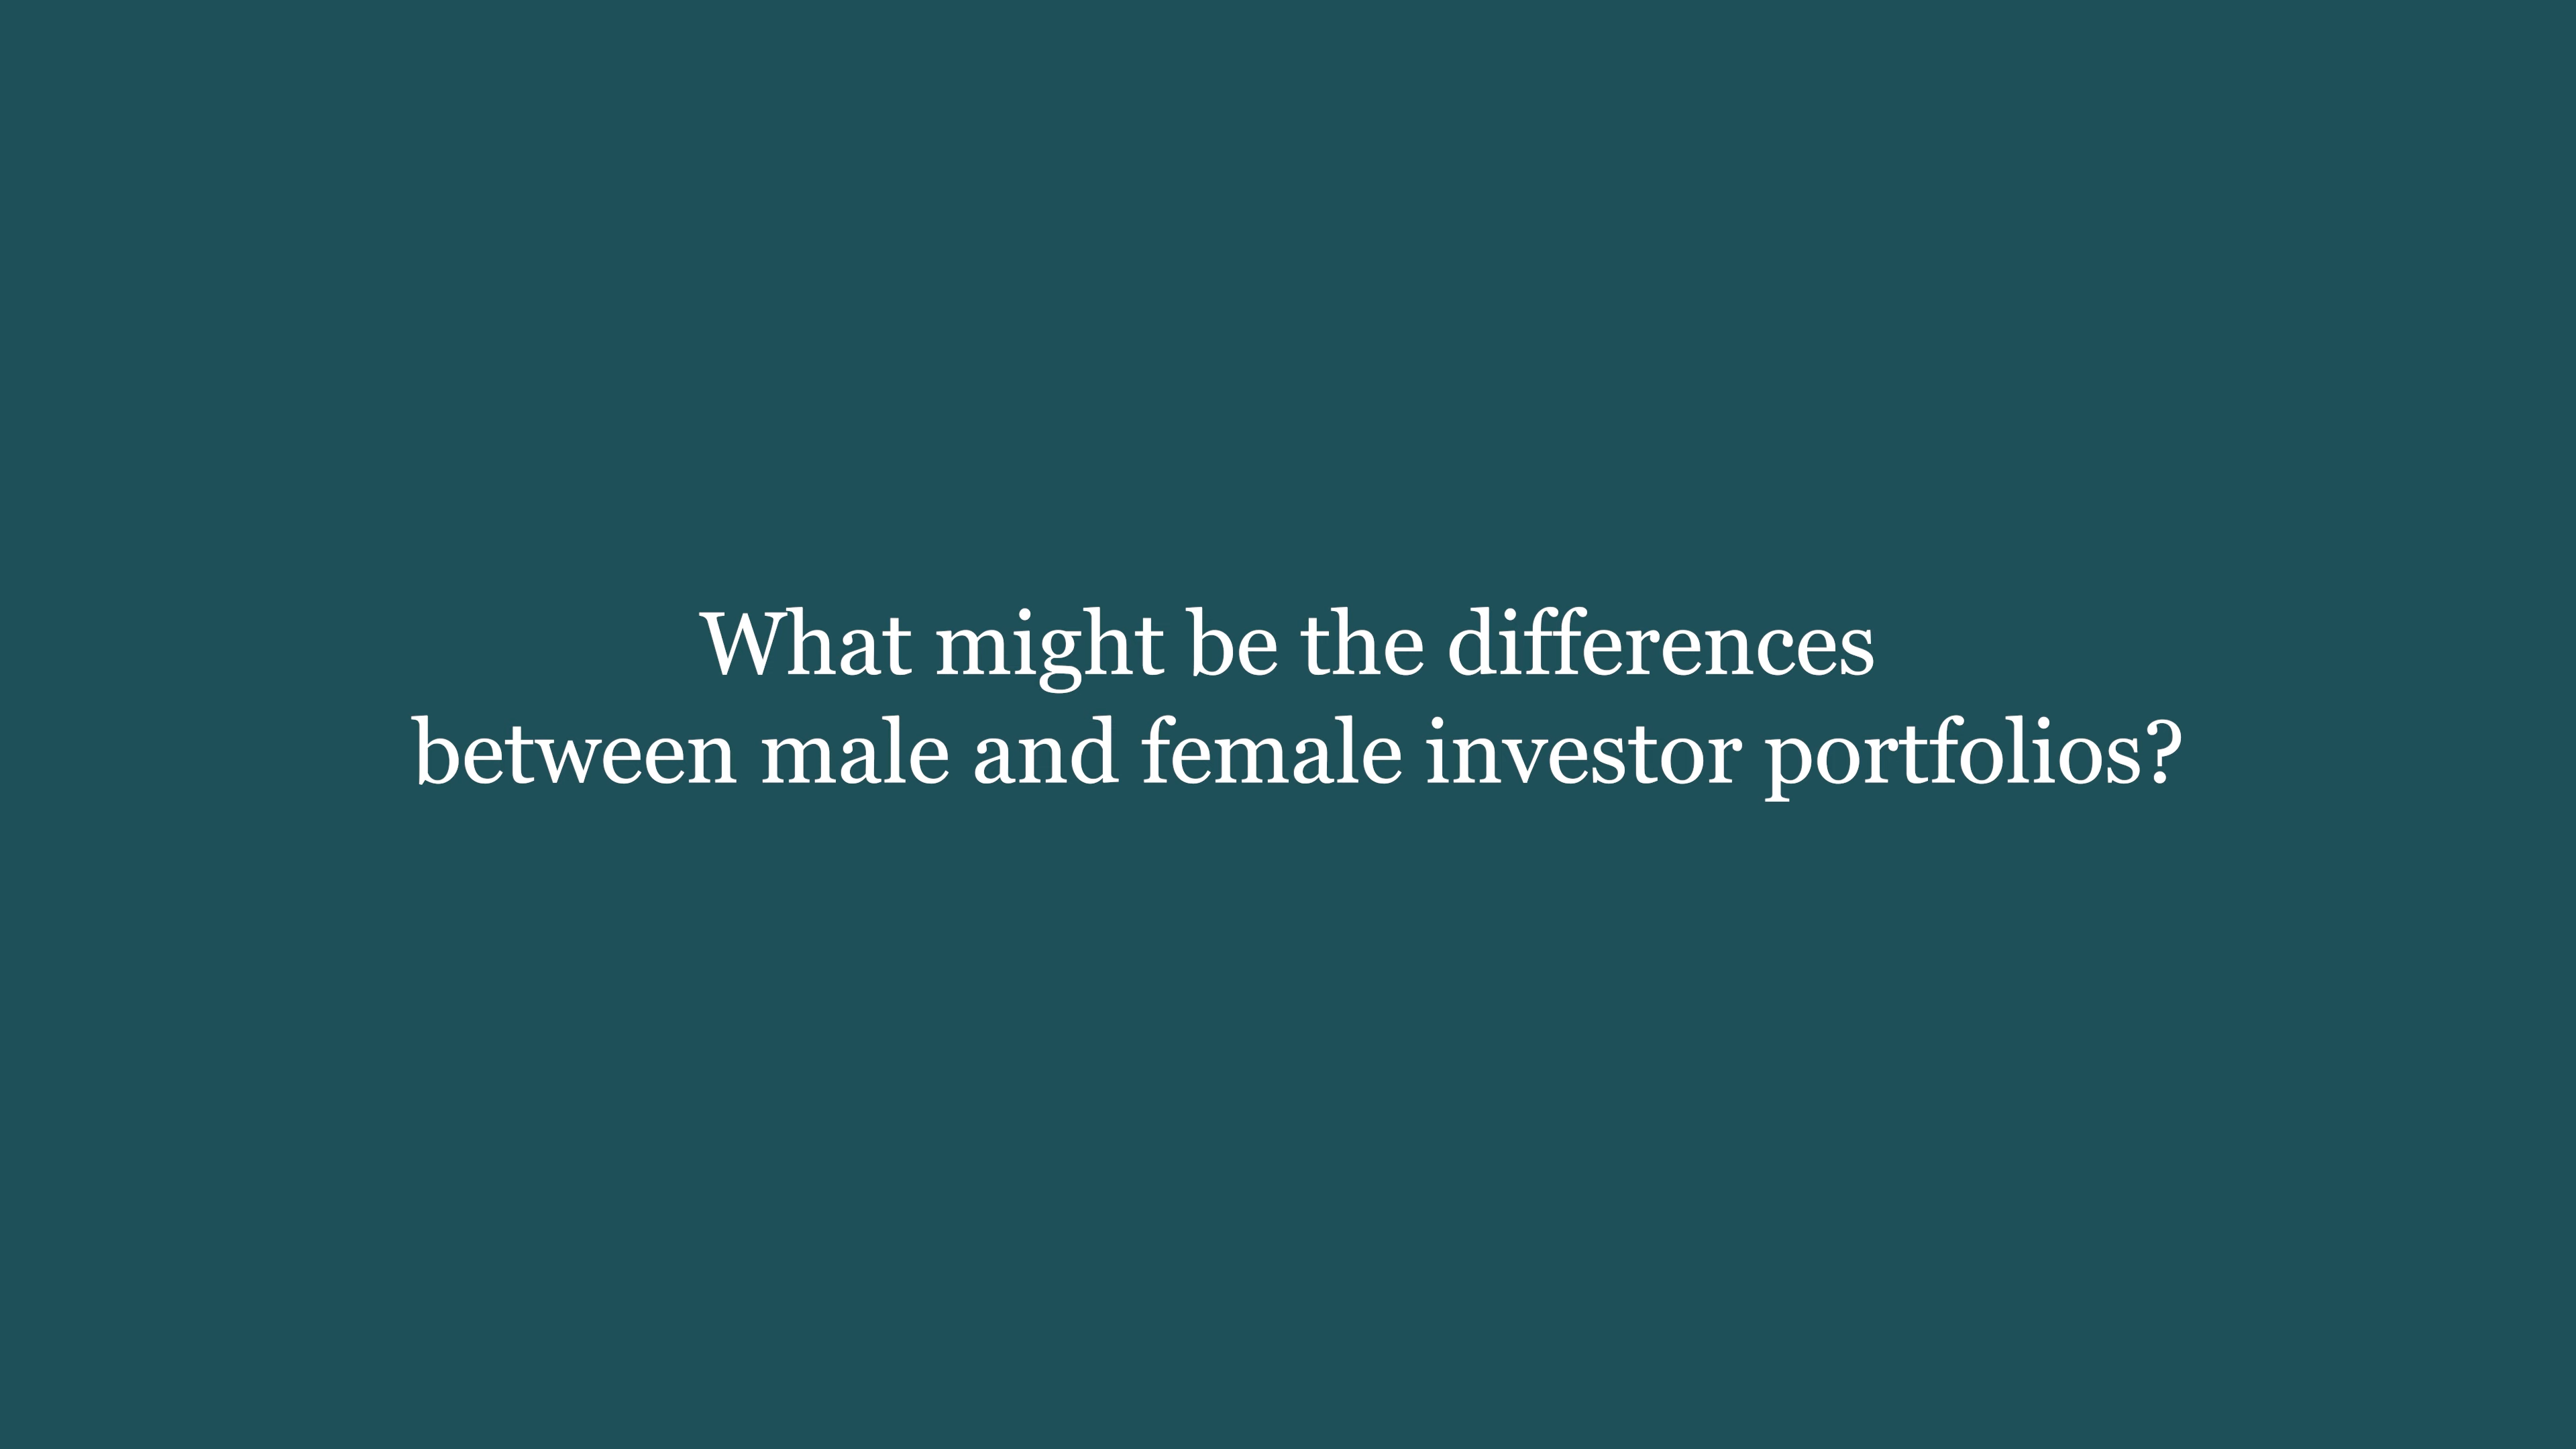 What might be the differences
between male and female investor portfolios?